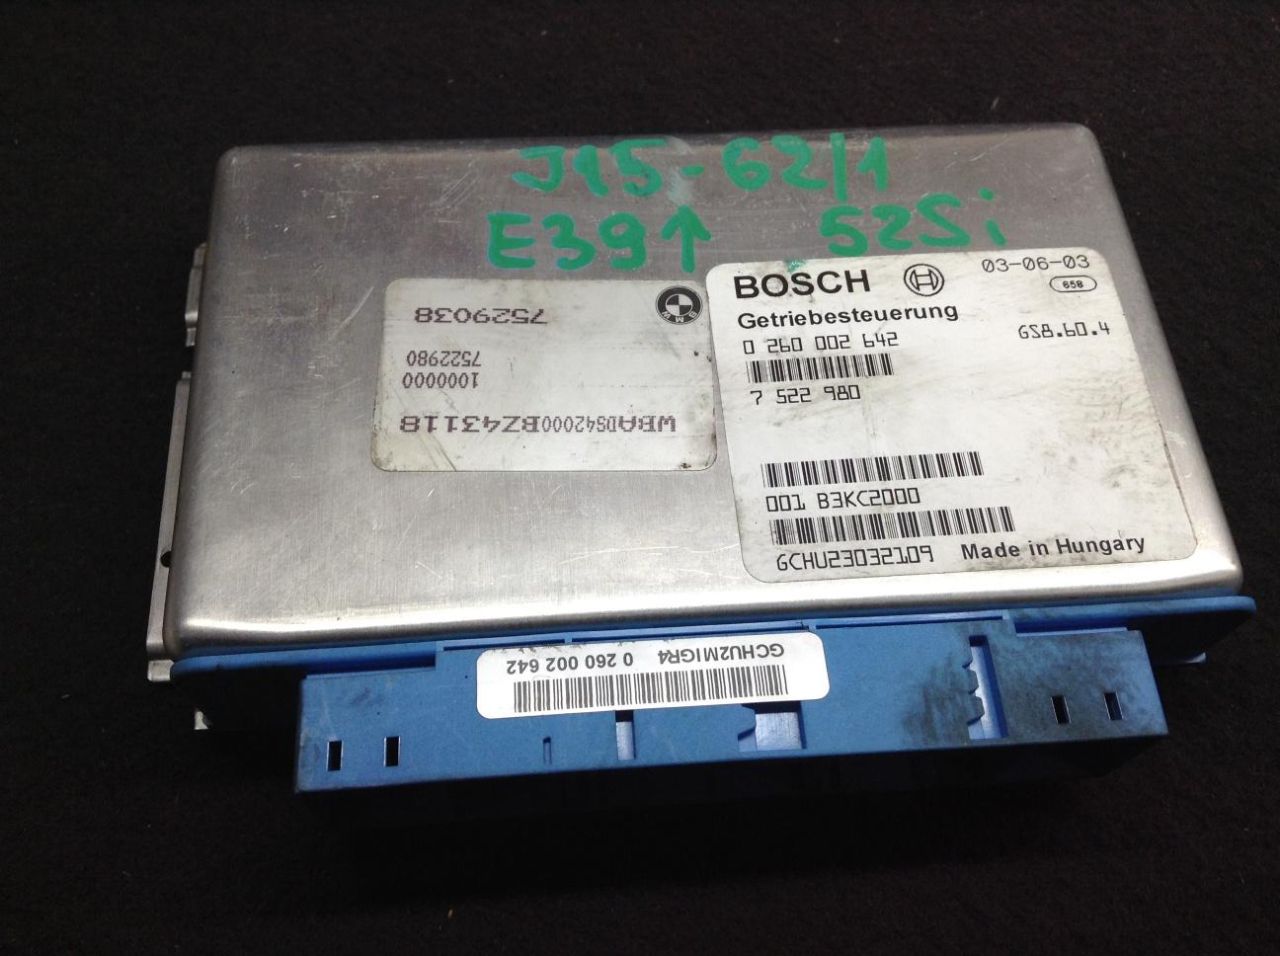 J15-62/1
E39↑ 525i
BOSCH
03-06-03
658
Getriebesteuerung
0 260 002 642
GS8.60.4
7 522 980
001 B3KC2000
GCHU23032109
Made in Hungary
BMW
7529038
7522980
1000000
WBADS42000BZ43118
GCHU2MIGR4 0 260 002 642